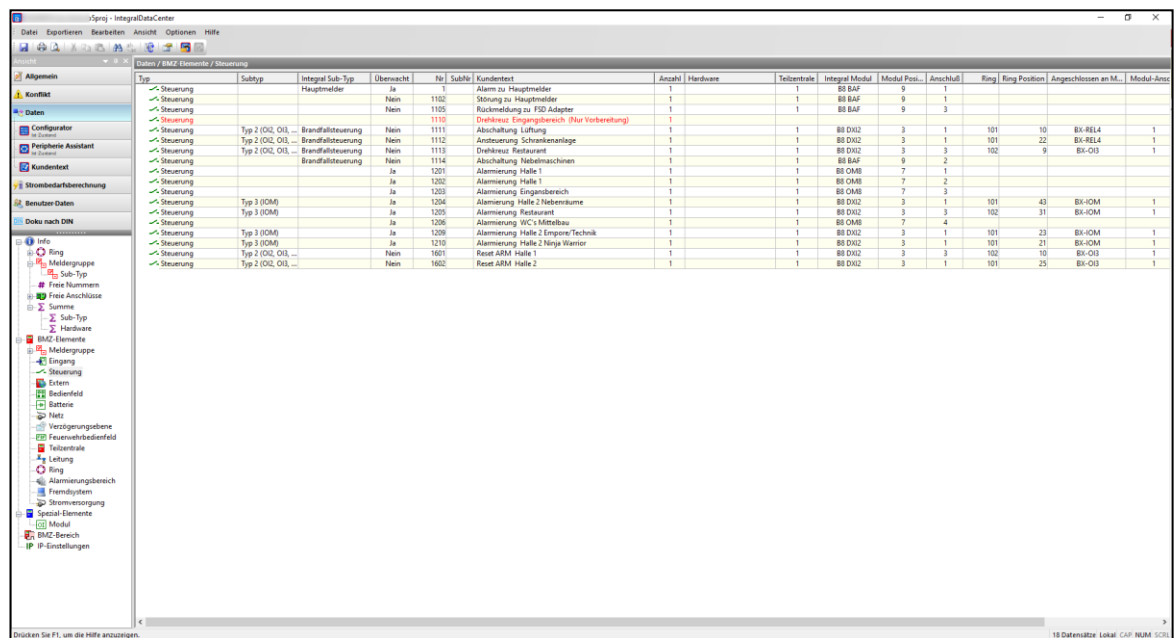 5proj - IntegralDataCenter
Datei Exportieren Bearbeiten Ansicht Optionen Hilfe
Ansicht
Daten / BMZ-Elemente / Steuerung
Allgemein
Konflikt
Daten
Configurator
Ist-Zustand
Peripherie Assistant
Ist-Zustand
Kundentext
Strombedarfsberechnung
Benutzer-Daten
Doku nach DIN
Info
Ring
Meldergruppe
Sub-Typ
Freie Nummern
Freie Anschlüsse
Summe
Sub-Typ
Hardware
BMZ-Elemente
Meldergruppe
Eingang
Steuerung
Extern
Bedienfeld
Batterie
Netz
Verzögerungsebene
Feuerwehrbedienfeld
Teilzentrale
Leitung
Ring
Alarmierungsbereich
Fremdsystem
Stromversorgung
Spezial-Elemente
Modul
BMZ-Bereich
IP IP-Einstellungen
Typ Subtyp Integral Sub-Typ Überwacht Nr SubNr Kundentext Anzahl Hardware Teilzentrale Integral Modul Modul Posi... Anschluß Ring Ring Position Angeschlossen an M... Modul-Ansc
Steuerung Hauptmelder Ja 1 Alarm zu Hauptmelder 1 1 B8 BAF 9 1
Steuerung Nein 1102 Störung zu Hauptmelder 1 1 B8 BAF 9 1
Steuerung Nein 1105 Rückmeldung zu FSD Adapter 1 1 B8 BAF 9 3
Steuerung 1110 Drehkreuz Eingangsbereich (Nur Vorbereitung) 1
Steuerung Typ 2 (OI2, OI3, ... Brandfallsteuerung Nein 1111 Abschaltung Lüftung 1 1 B8 DXI2 3 1 101 10 BX-REL4 1
Steuerung Typ 2 (OI2, OI3, ... Brandfallsteuerung Nein 1112 Ansteuerung Schrankenanlage 1 1 B8 DXI2 3 1 101 22 BX-REL4 1
Steuerung Typ 2 (OI2, OI3, ... Brandfallsteuerung Nein 1113 Drehkreuz Restaurant 1 1 B8 DXI2 3 3 102 9 BX-OI3 1
Steuerung Brandfallsteuerung Nein 1114 Abschaltung Nebelmaschinen 1 1 B8 BAF 9 2
Steuerung Ja 1201 Alarmierung Halle 1 1 1 B8 OM8 7 1
Steuerung Ja 1202 Alarmierung Halle 1 1 1 B8 OM8 7 2
Steuerung Ja 1203 Alarmierung Eingangsbereich 1 1 B8 OM8 7 3
Steuerung Typ 3 (IOM) Ja 1204 Alarmierung Halle 2 Nebenräume 1 1 B8 DXI2 3 1 101 43 BX-IOM 1
Steuerung Typ 3 (IOM) Ja 1205 Alarmierung Restaurant 1 1 B8 DXI2 3 3 102 31 BX-IOM 1
Steuerung Ja 1206 Alarmierung WC's Mittelbau 1 1 B8 OM8 7 4
Steuerung Typ 3 (IOM) Ja 1209 Alarmierung Halle 2 Empore/Technik 1 1 B8 DXI2 3 1 101 23 BX-IOM 1
Steuerung Typ 3 (IOM) Ja 1210 Alarmierung Halle 2 Ninja Warrior 1 1 B8 DXI2 3 1 101 21 BX-IOM 1
Steuerung Typ 2 (OI2, OI3, ... Nein 1601 Reset ARM Halle 1 1 1 B8 DXI2 3 3 102 10 BX-OI3 1
Steuerung Typ 2 (OI2, OI3, ... Nein 1602 Reset ARM Halle 2 1 1 B8 DXI2 3 1 101 25 BX-OI3 1
Drücken Sie F1, um die Hilfe anzuzeigen. 18 Datensätze Lokal CAP NUM SCRL